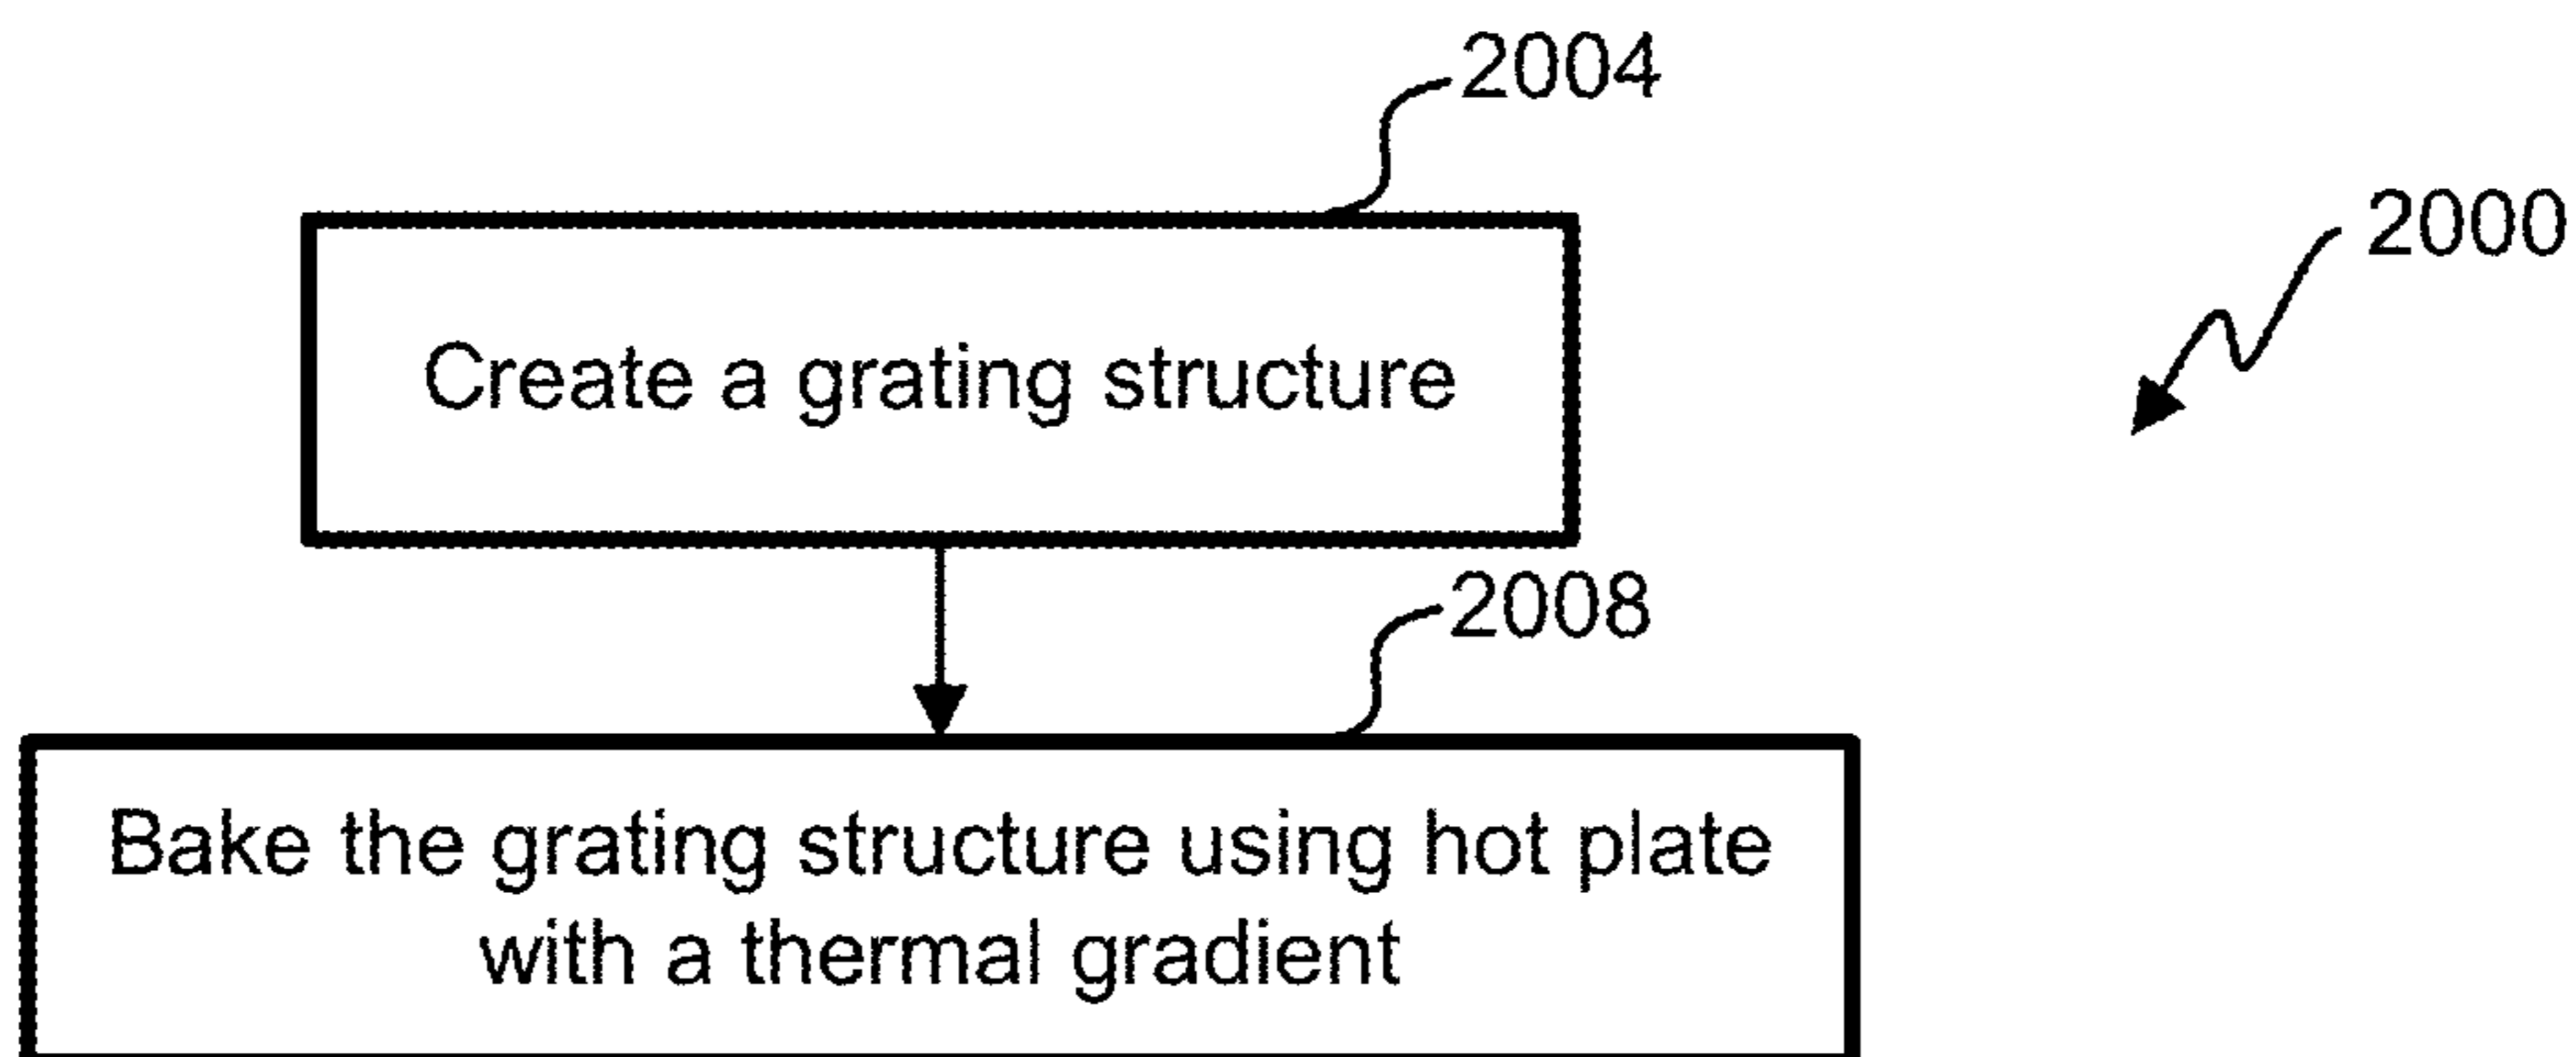 2004
2000
Create a grating structure
2008
Bake the grating structure using hot plate
with a thermal gradient